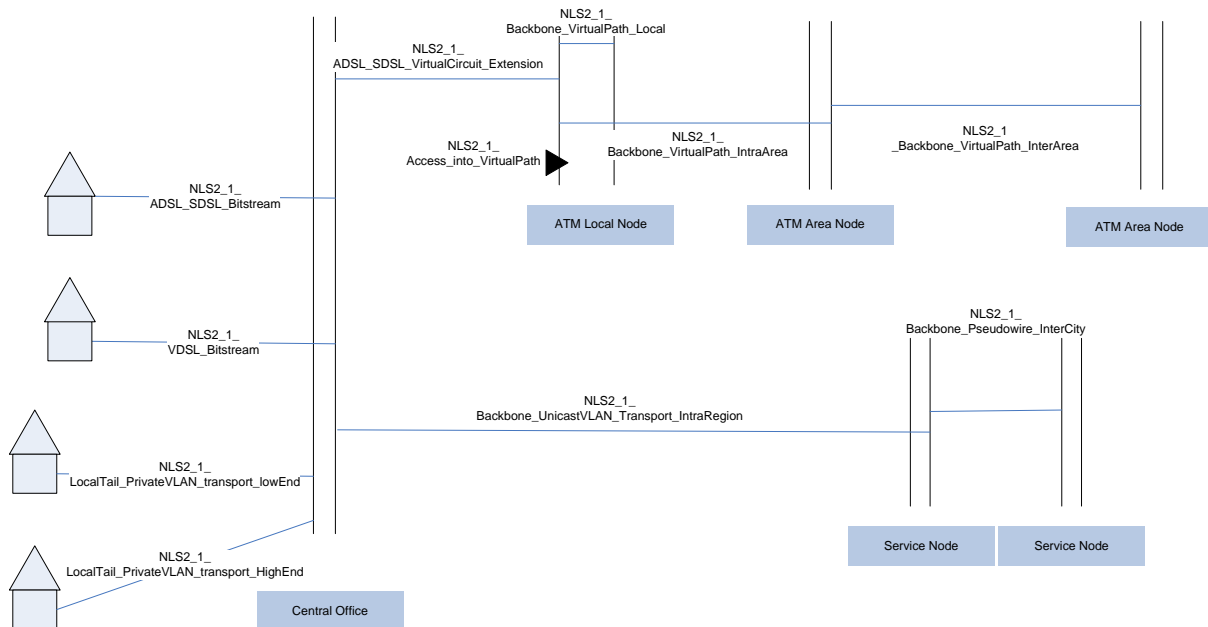 NLS2_1_
Backbone_VirtualPath_Local
NLS2_1_
ADSL_SDSL_VirtualCircuit_Extension
NLS2_1_
Access_into_VirtualPath
NLS2_1_
Backbone_VirtualPath_IntraArea
NLS2_1
_Backbone_VirtualPath_InterArea
NLS2_1_
ADSL_SDSL_Bitstream
ATM Local Node
ATM Area Node
ATM Area Node
NLS2_1_
VDSL_Bitstream
NLS2_1_
Backbone_Pseudowire_InterCity
NLS2_1_
Backbone_UnicastVLAN_Transport_IntraRegion
NLS2_1_
LocalTail_PrivateVLAN_transport_lowEnd
NLS2_1_
LocalTail_PrivateVLAN_transport_HighEnd
Service Node
Service Node
Central Office